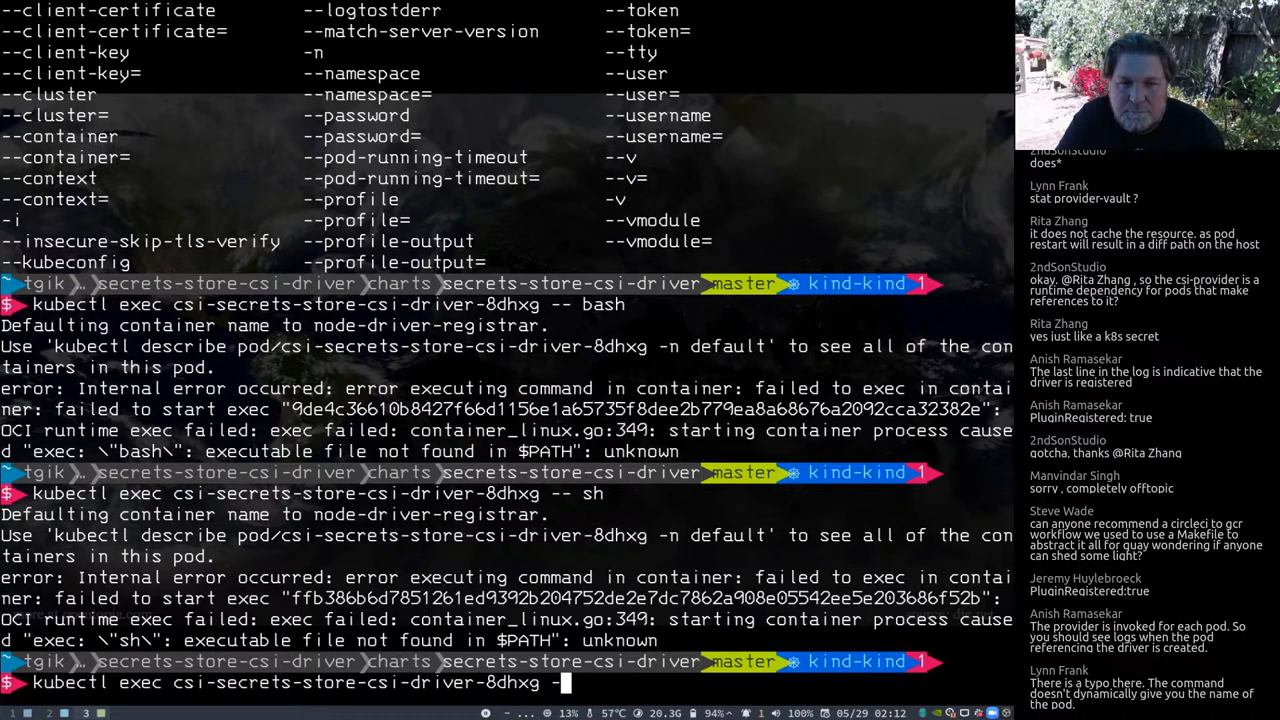 --client-certificate --logtostderr --token
--client-certificate= --match-server-version --token=
--client-key -n --tty
--client-key= --namespace --user
--cluster --namespace= --user=
--cluster= --password --username
--container --password= --username=
--container= --pod-running-timeout --v
--context --pod-running-timeout= --v=
--context= --profile -v
-i --profile= --vmodule
--insecure-skip-tls-verify --profile-output --vmodule=
--kubeconfig --profile-output=
~ tgik … secrets-store-csi-driver charts secrets-store-csi-driver master ⎈ kind-kind 1
$ kubectl exec csi-secrets-store-csi-driver-8dhxg -- bash
Defaulting container name to node-driver-registrar.
Use 'kubectl describe pod/csi-secrets-store-csi-driver-8dhxg -n default' to see all of the con
tainers in this pod.
error: Internal error occurred: error executing command in container: failed to exec in contai
ner: failed to start exec "9de4c36610b8427f66d1156e1a65735f8dee2b779ea8a68676a2092cca32382e":
OCI runtime exec failed: exec failed: container_linux.go:349: starting container process cause
d "exec: \"bash\": executable file not found in $PATH": unknown
~ tgik … secrets-store-csi-driver charts secrets-store-csi-driver master ⎈ kind-kind 1
$ kubectl exec csi-secrets-store-csi-driver-8dhxg -- sh
Defaulting container name to node-driver-registrar.
Use 'kubectl describe pod/csi-secrets-store-csi-driver-8dhxg -n default' to see all of the con
tainers in this pod.
error: Internal error occurred: error executing command in container: failed to exec in contai
ner: failed to start exec "ffb386b6d7851261ed9392b204752de2e7dc7862a908e05542ee5e203686f52b":
OCI runtime exec failed: exec failed: container_linux.go:349: starting container process cause
d "exec: \"sh\": executable file not found in $PATH": unknown
~ tgik … secrets-store-csi-driver charts secrets-store-csi-driver master ⎈ kind-kind 1
$ kubectl exec csi-secrets-store-csi-driver-8dhxg -
1 2 3 - ... 13% 57℃ 20.3G 94% 1 100% 05/29 02:12
2ndSonStudio
does*
Lynn Frank
stat provider-vault ?
Rita Zhang
it does not cache the resource. as pod
restart will result in a diff path on the host
2ndSonStudio
okay. @Rita Zhang , so the csi-provider is a
runtime dependency for pods that make
references to it?
Rita Zhang
yes just like a k8s secret
Anish Ramasekar
The last line in the log is indicative that the
driver is registered
Anish Ramasekar
PluginRegistered: true
2ndSonStudio
gotcha, thanks @Rita Zhang
Manvindar Singh
sorry , completely offtopic
Steve Wade
can anyone recommend a circleci to gcr
workflow we used to use a Makefile to
abstract it all for quay wondering if anyone
can shed some light?
Jeremy Huylebroeck
PluginRegistered:true
Anish Ramasekar
The provider is invoked for each pod. So
you should see logs when the pod
referencing the driver is created.
Lynn Frank
There is a typo there. The command
doesn't dynamically give you the name of
the pod.